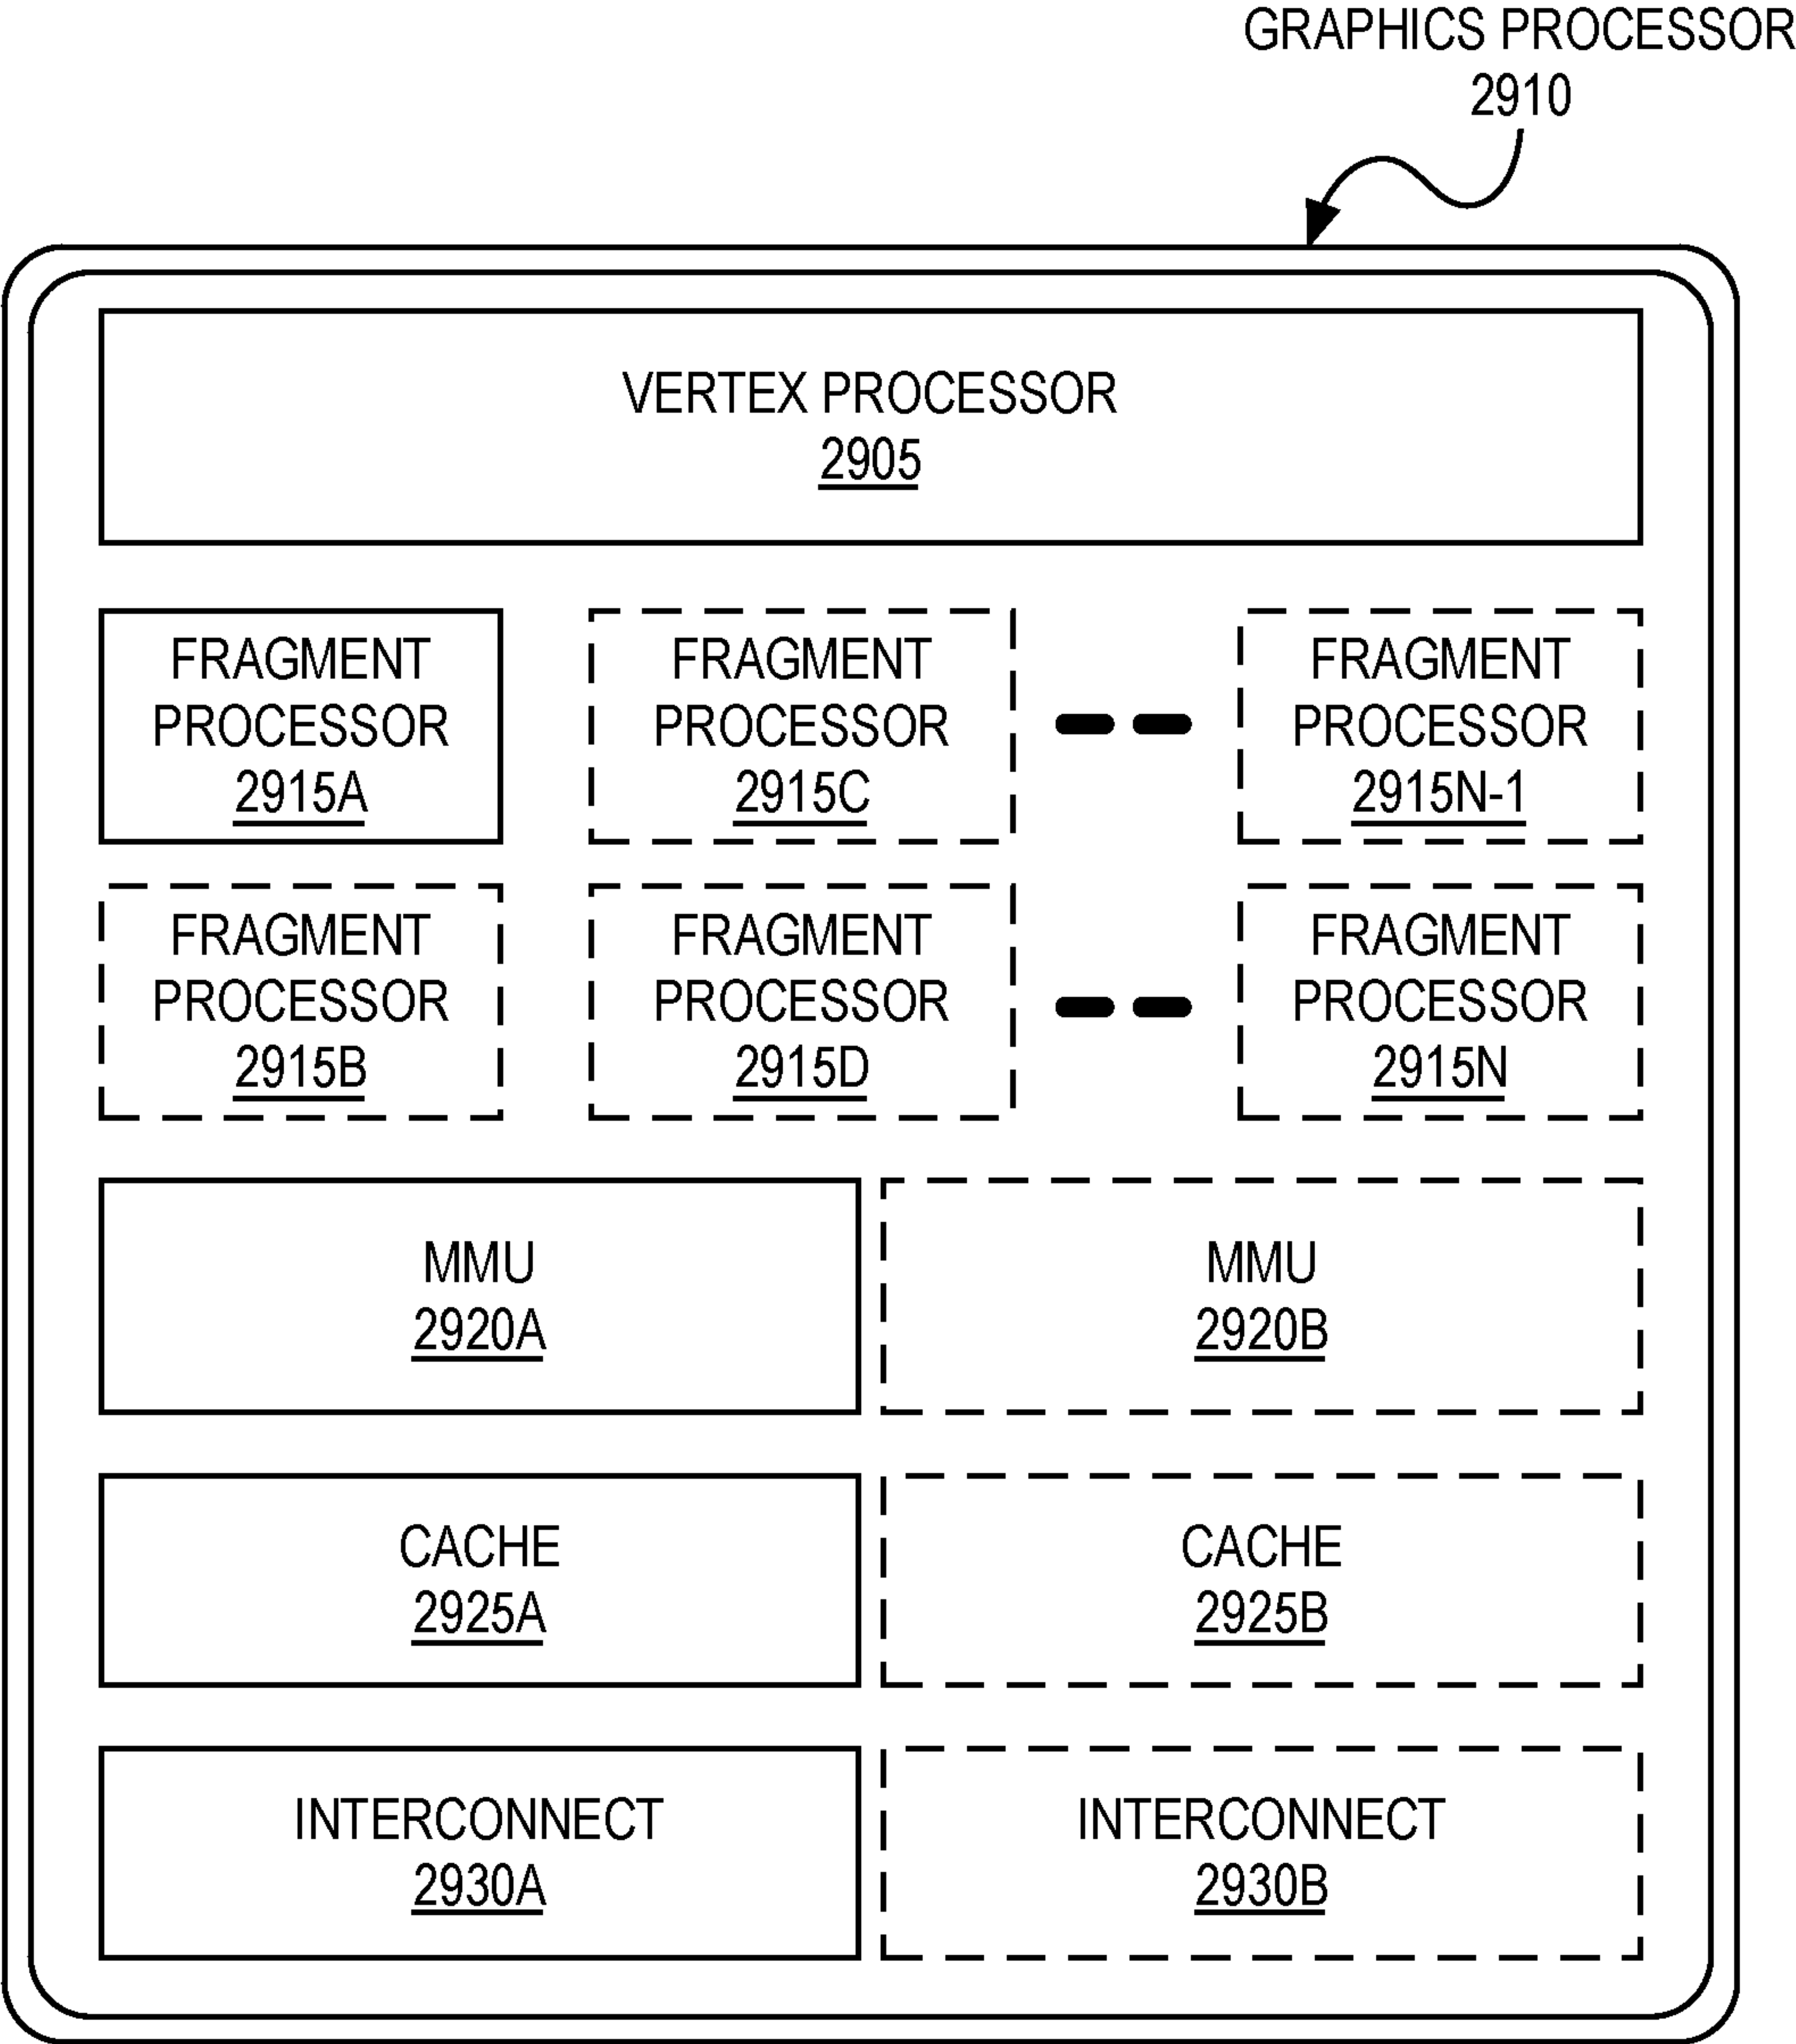 GRAPHICS PROCESSOR
2910
VERTEX PROCESSOR
2905
FRAGMENT
PROCESSOR
2915A
FRAGMENT
PROCESSOR
2915C
FRAGMENT
PROCESSOR
2915N-1
FRAGMENT
PROCESSOR
2915B
FRAGMENT
PROCESSOR
2915D
FRAGMENT
PROCESSOR
2915N
MMU
2920A
MMU
2920B
CACHE
2925A
CACHE
2925B
INTERCONNECT
2930A
INTERCONNECT
2930B